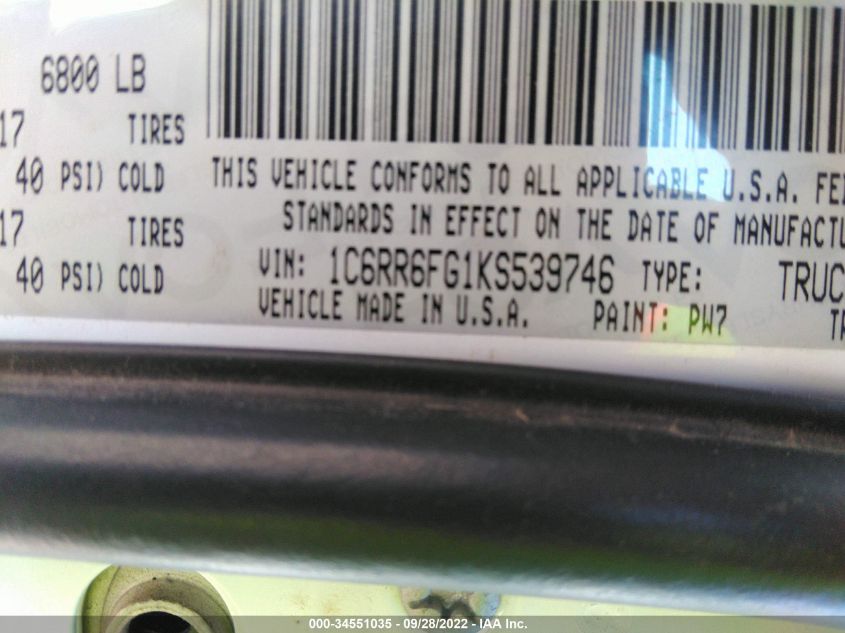 6800 LB
17 TIRES
40 PSI) COLD
17 TIRES
40 PSI) COLD
THIS VEHICLE CONFORMS TO ALL APPLICABLE U.S.A. FE
STANDARDS IN EFFECT ON THE DATE OF MANUFACTU
VIN: 1C6RR6FG1KS539746 TYPE: TRUC
VEHICLE MADE IN U.S.A. PAINT: PW7 TR
000-34551035 - 09/28/2022 - IAA Inc.